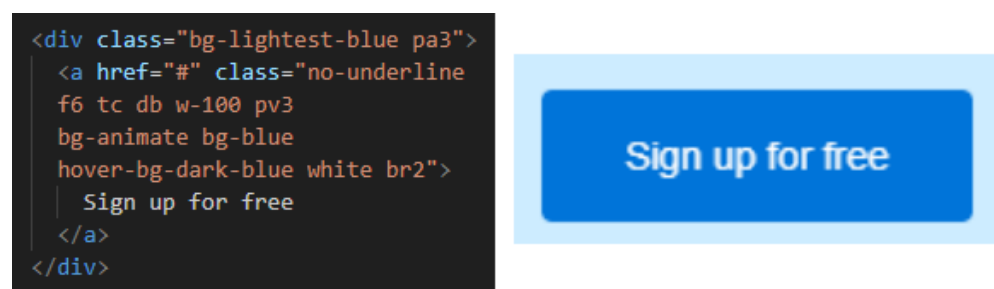 <div class="bg-lightest-blue pa3">
<a href="#" class="no-underline
f6 tc db w-100 pv3
bg-animate bg-blue
hover-bg-dark-blue white br2">
Sign up for free
</a>
</div>
Sign up for free